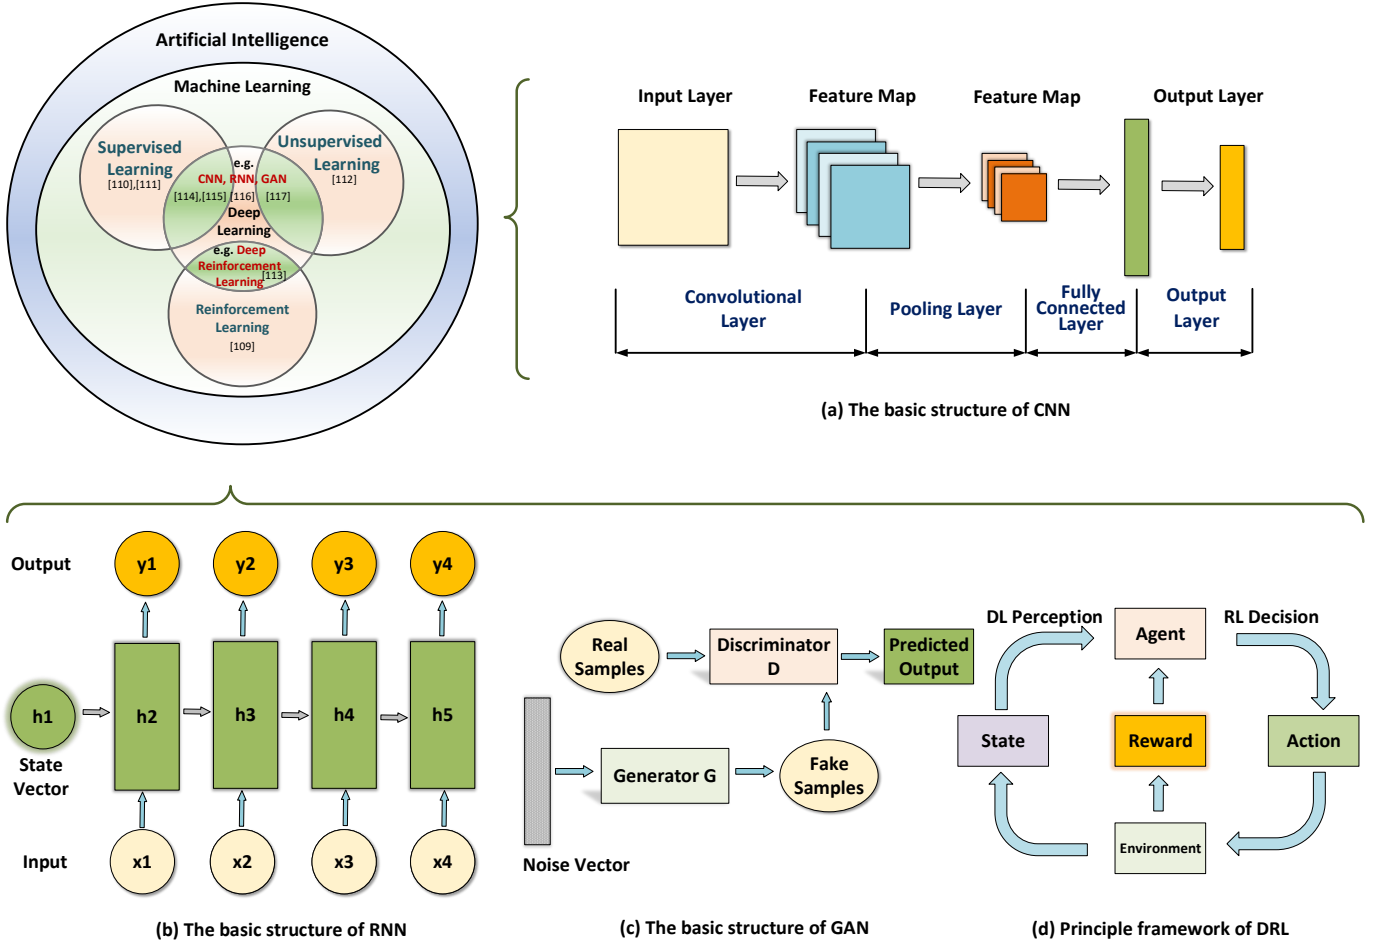 Artificial Intelligence
Machine Learning
Supervised
Learning
[110],[111]
Unsupervised
Learning
[112]
e.g.
CNN, RNN, GAN
[114],[115] [116] [117]
Deep
Learning
e.g. Deep
Reinforcement
Learning
[113]
Reinforcement
Learning
[109]
Input Layer
Feature Map
Feature Map
Output Layer
Convolutional
Layer
Pooling Layer
Fully
Connected
Layer
Output
Layer
(a) The basic structure of CNN
Output
y1
y2
y3
y4
h1
h2
h3
h4
h5
State
Vector
Input
x1
x2
x3
x4
(b) The basic structure of RNN
Real
Samples
Discriminator
D
Predicted
Output
Generator G
Fake
Samples
Noise Vector
(c) The basic structure of GAN
DL Perception
Agent
RL Decision
State
Reward
Action
Environment
(d) Principle framework of DRL